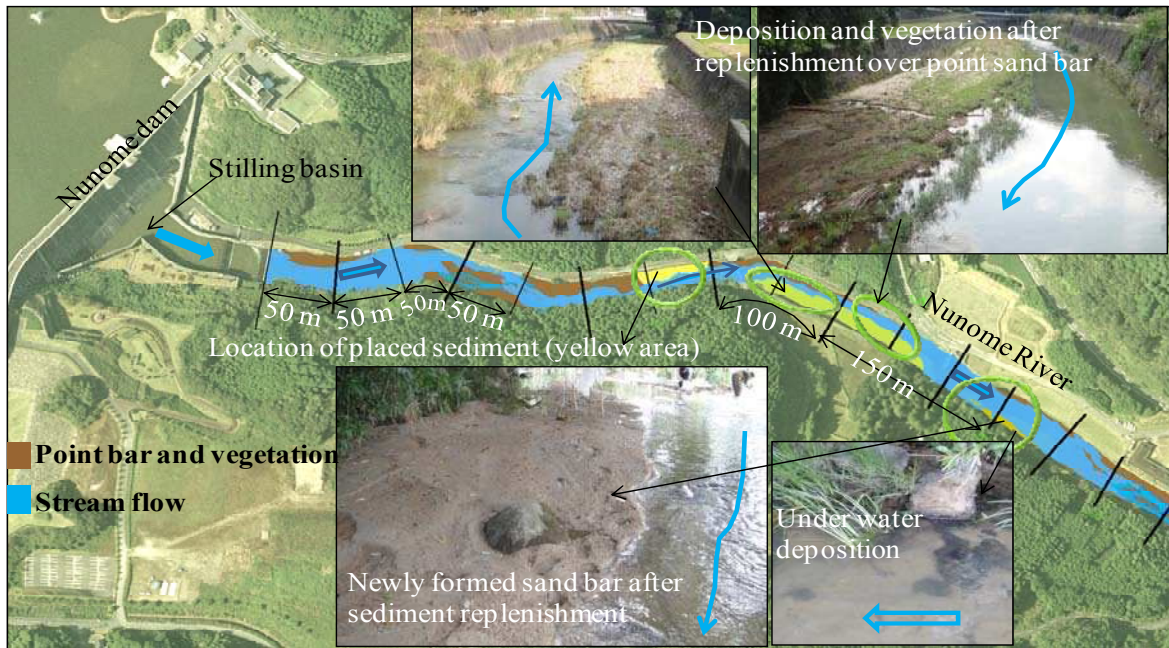 Deposition and vegetation after
replenishment over point sand bar
Nunome dam
Stilling basin
50 m
50 m
50m
50 m
Location of placed sediment (yellow area)
100 m
150 m
Nunome River
Point bar and vegetation
Stream flow
Newly formed sand bar after
sediment replenishment
Under water
deposition